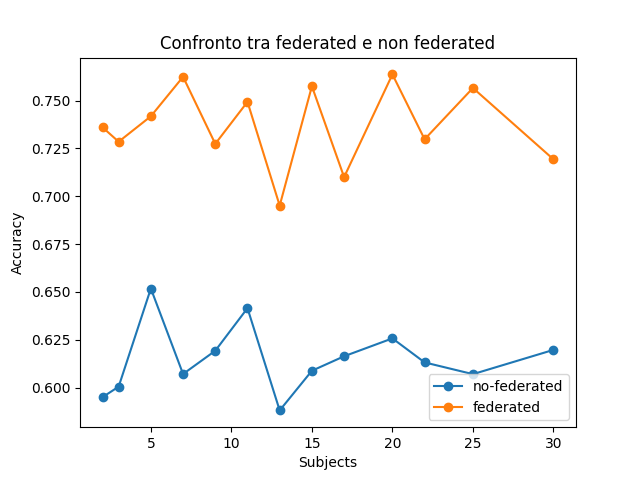 Confronto tra federated e non federated
Accuracy
0.750
0.725
0.700
0.675
0.650
0.625
0.600
5 10 15 20 25 30
Subjects
no-federated
federated